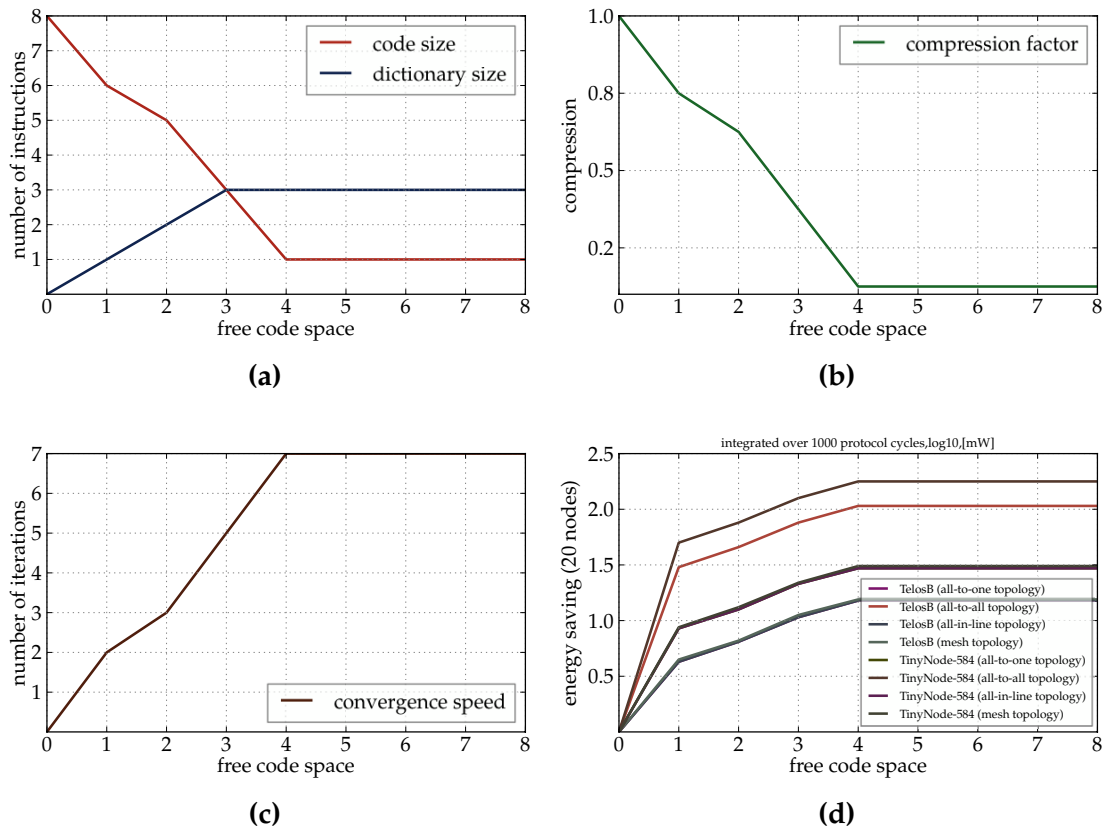 number of instructions
8
7
6
5
4
3
2
1
code size
dictionary size
0 1 2 3 4 5 6 7 8
free code space
(a)
compression
1.0
0.8
0.5
0.2
compression factor
0 1 2 3 4 5 6 7 8
free code space
(b)
number of iterations
7
6
5
4
3
2
1
convergence speed
0 1 2 3 4 5 6 7 8
free code space
(c)
integrated over 1000 protocol cycles,log10,[mW]
energy saving (20 nodes)
2.5
2.0
1.5
1.0
0.5
TelosB (all-to-one topology)
TelosB (all-to-all topology)
TelosB (all-in-line topology)
TelosB (mesh topology)
TinyNode-584 (all-to-one topology)
TinyNode-584 (all-to-all topology)
TinyNode-584 (all-in-line topology)
TinyNode-584 (mesh topology)
0 1 2 3 4 5 6 7 8
free code space
(d)